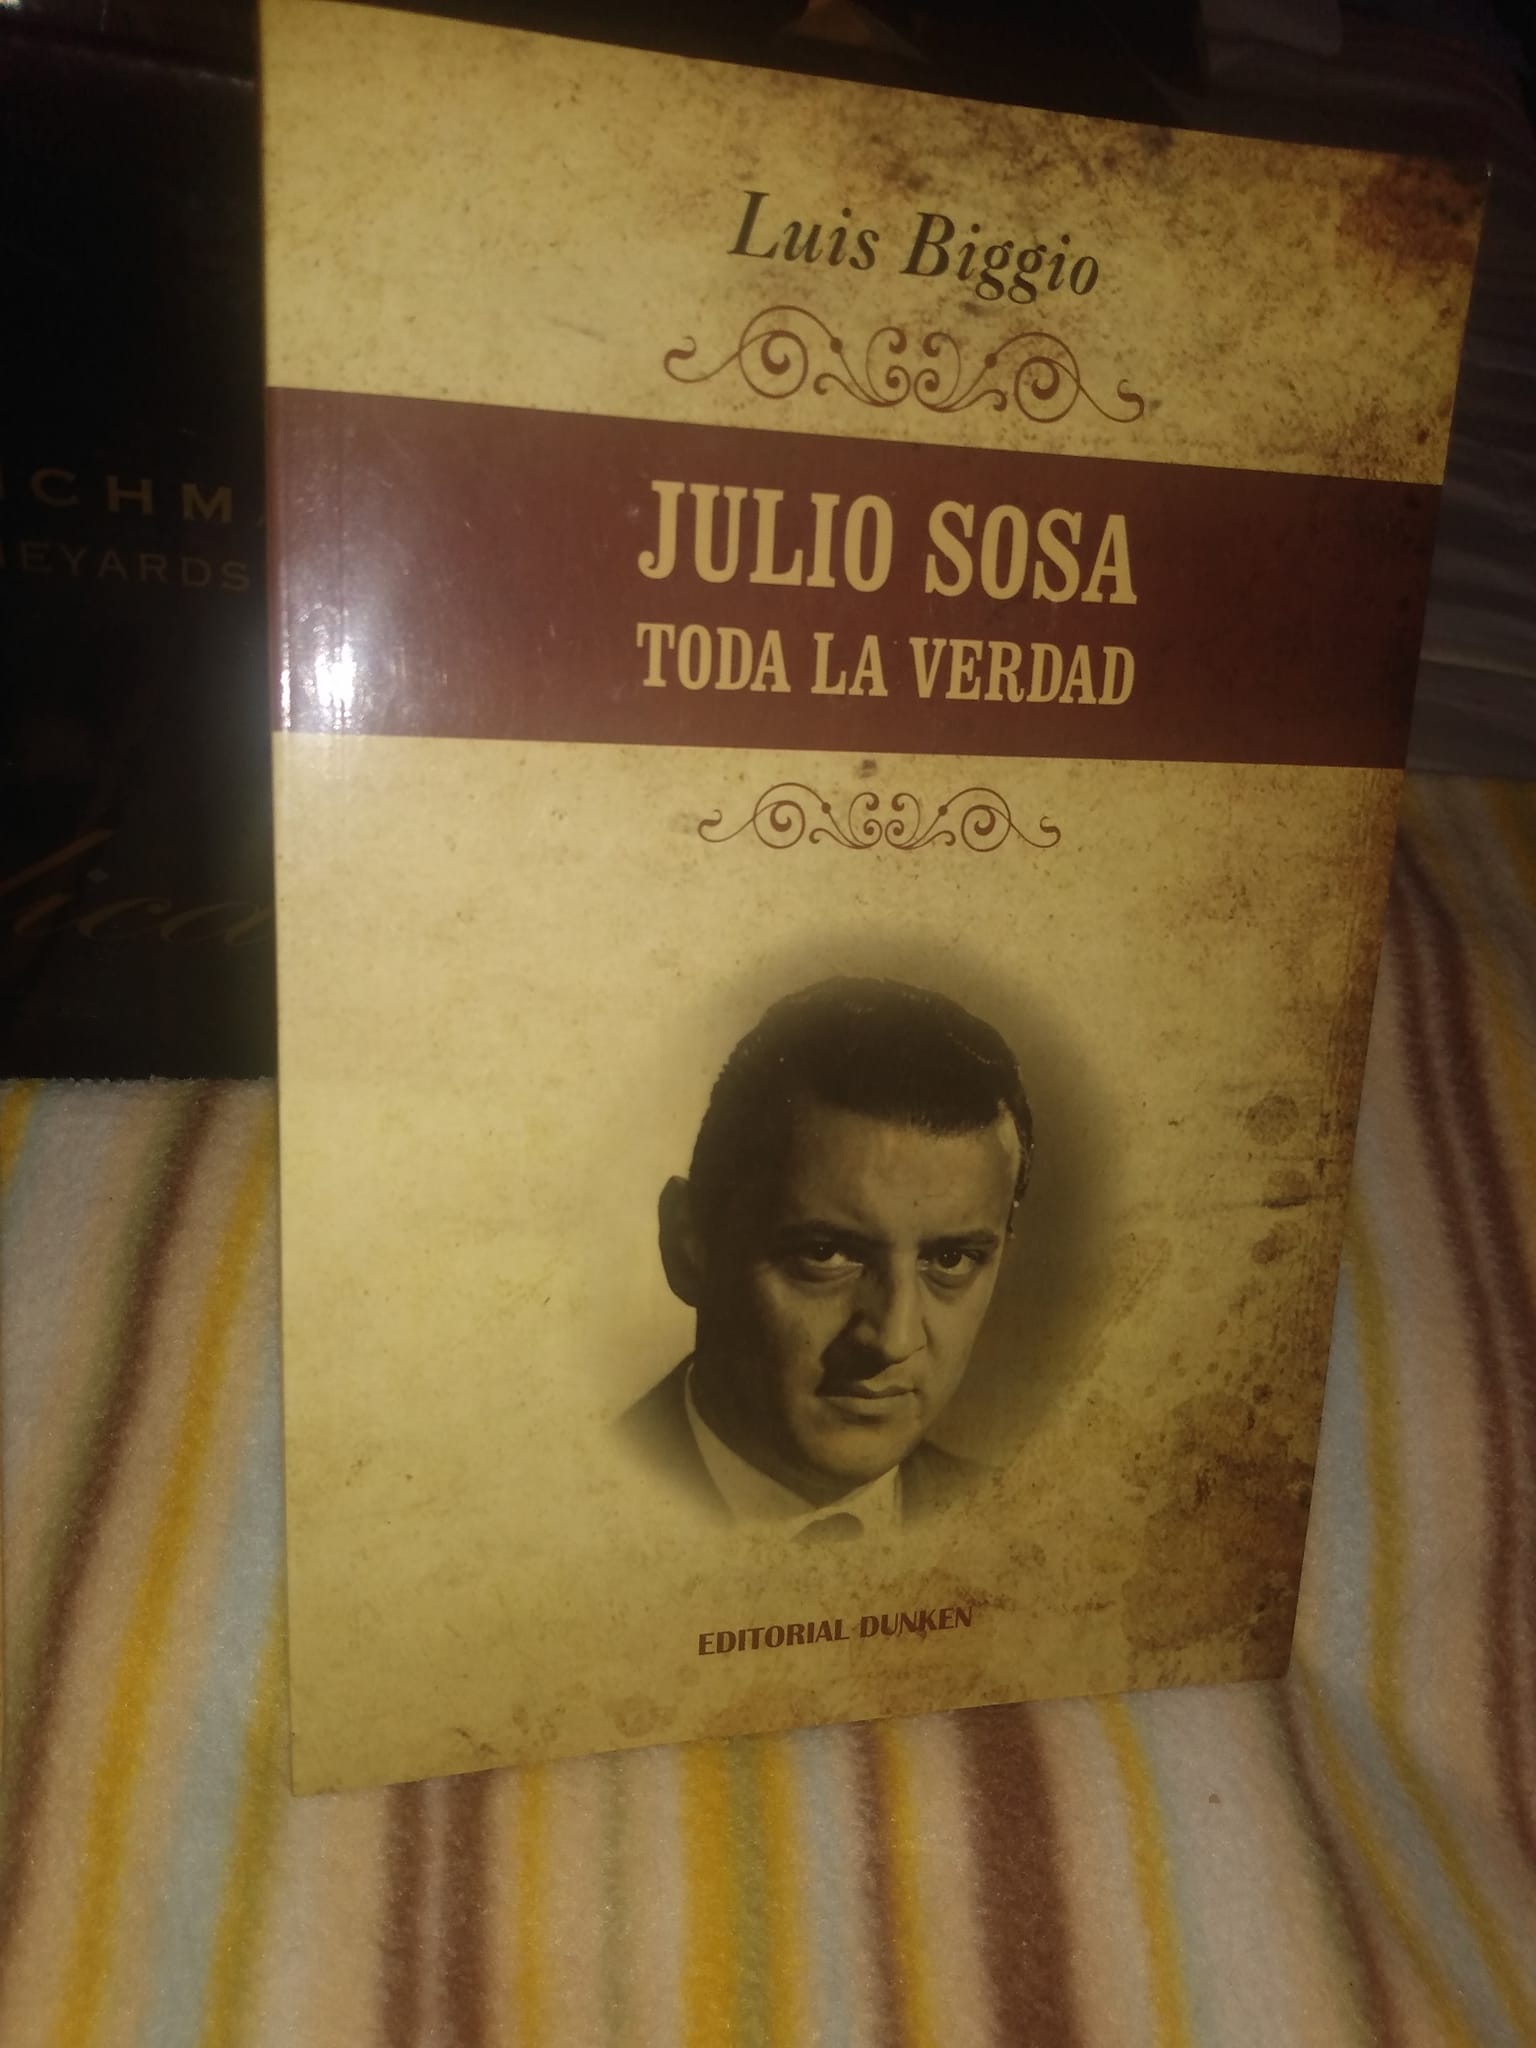 Luis Biggio
JULIO SOSA
TODA LA VERDAD
EDITORIAL DUNKEN